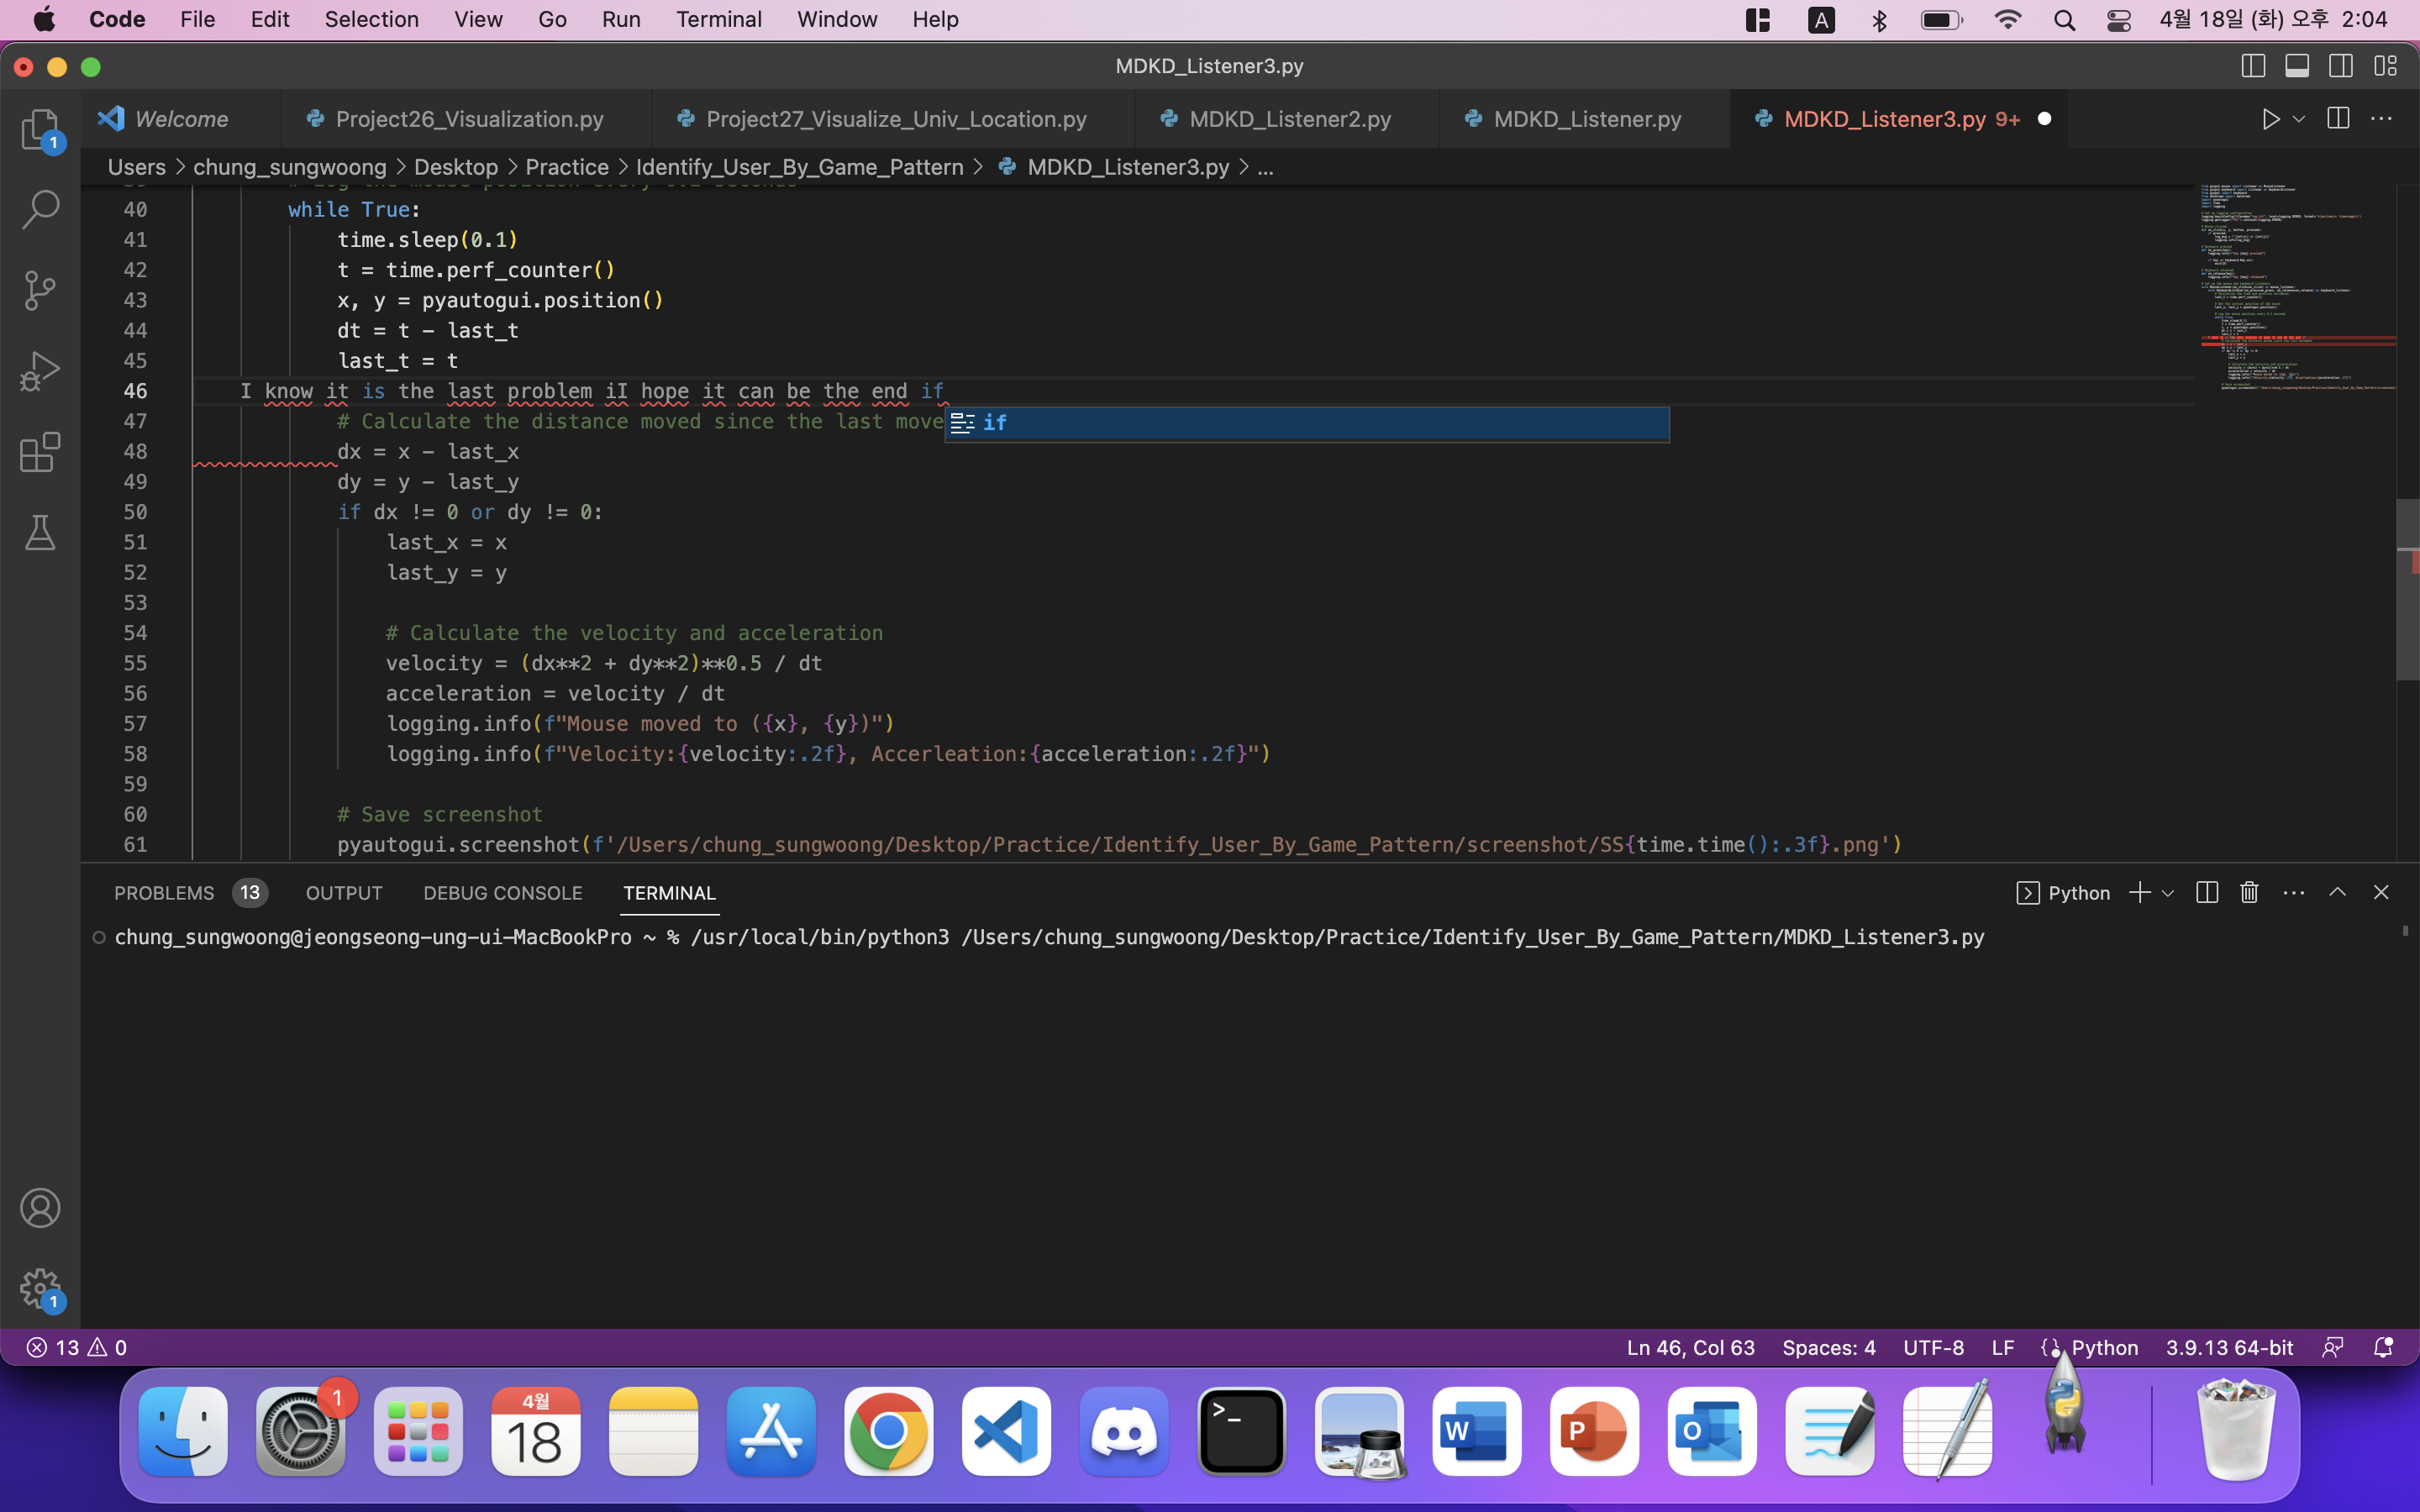 Code File Edit Selection View Go Run Terminal Window Help A 4월 18일 (화) 오후 2:04
MDKD_Listener3.py
Welcome Project26_Visualization.py Project27_Visualize_Univ_Location.py MDKD_Listener2.py MDKD_Listener.py MDKD_Listener3.py 9+
1
Users > chung_sungwoong > Desktop > Practice > Identify_User_By_Game_Pattern > MDKD_Listener3.py > ...
40 while True:
41 time.sleep(0.1)
42 t = time.perf_counter()
43 x, y = pyautogui.position()
44 dt = t - last_t
45 last_t = t
46 I know it is the last problem iI hope it can be the end if
if
47 # Calculate the distance moved since the last move
48 dx = x - last_x
49 dy = y - last_y
50 if dx != 0 or dy != 0:
51 last_x = x
52 last_y = y
53
54 # Calculate the velocity and acceleration
55 velocity = (dx**2 + dy**2)**0.5 / dt
56 acceleration = velocity / dt
57 logging.info(f"Mouse moved to ({x}, {y})")
58 logging.info(f"Velocity:{velocity:.2f}, Accerleation:{acceleration:.2f}")
59
60 # Save screenshot
61 pyautogui.screenshot(f'/Users/chung_sungwoong/Desktop/Practice/Identify_User_By_Game_Pattern/screenshot/SS{time.time():.3f}.png')
PROBLEMS 13 OUTPUT DEBUG CONSOLE TERMINAL Python
chung_sungwoong@jeongseong-ung-ui-MacBookPro ~ % /usr/local/bin/python3 /Users/chung_sungwoong/Desktop/Practice/Identify_User_By_Game_Pattern/MDKD_Listener3.py
1
13 0 Ln 46, Col 63 Spaces: 4 UTF-8 LF Python 3.9.13 64-bit
1
4월
18
>_
W
P
O